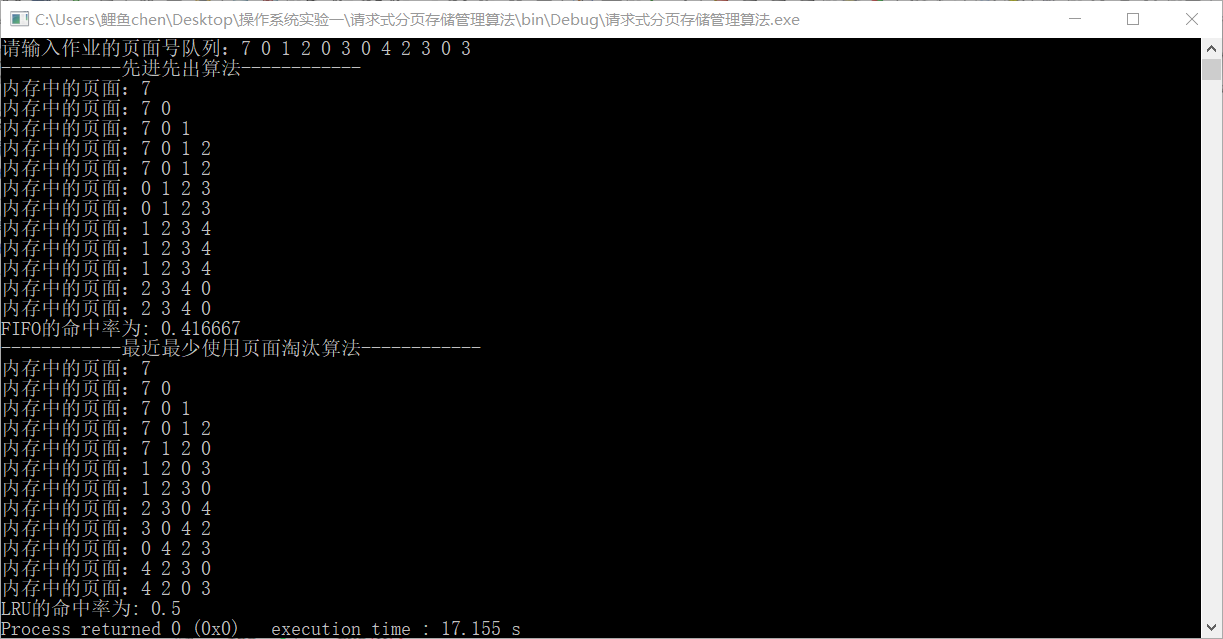 C:\Users\鲤鱼chen\Desktop\操作系统实验一\请求式分页存储管理算法\bin\Debug\请求式分页存储管理算法.exe
请输入作业的页面号队列: 7 0 1 2 0 3 0 4 2 3 0 3
------------先进先出算法------------
内存中的页面: 7
内存中的页面: 7 0
内存中的页面: 7 0 1
内存中的页面: 7 0 1 2
内存中的页面: 7 0 1 2
内存中的页面: 0 1 2 3
内存中的页面: 0 1 2 3
内存中的页面: 1 2 3 4
内存中的页面: 1 2 3 4
内存中的页面: 1 2 3 4
内存中的页面: 2 3 4 0
内存中的页面: 2 3 4 0
FIFO的命中率为: 0.416667
------------最近最少使用页面淘汰算法------------
内存中的页面: 7
内存中的页面: 7 0
内存中的页面: 7 0 1
内存中的页面: 7 0 1 2
内存中的页面: 7 1 2 0
内存中的页面: 1 2 0 3
内存中的页面: 1 2 3 0
内存中的页面: 2 3 0 4
内存中的页面: 3 0 4 2
内存中的页面: 0 4 2 3
内存中的页面: 4 2 3 0
内存中的页面: 4 2 0 3
LRU的命中率为: 0.5
Process returned 0 (0x0)   execution time : 17.155 s